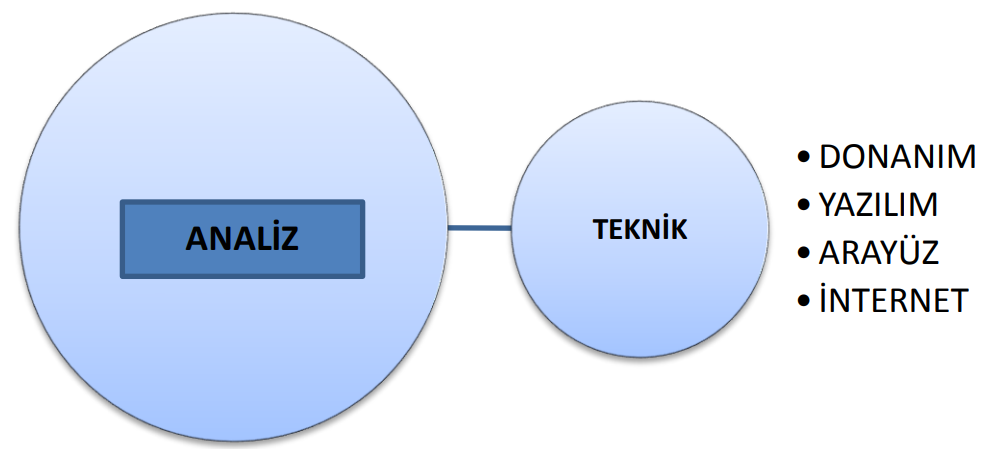 ANALİZ
TEKNİK
• DONANIM
• YAZILIM
• ARAYÜZ
• İNTERNET